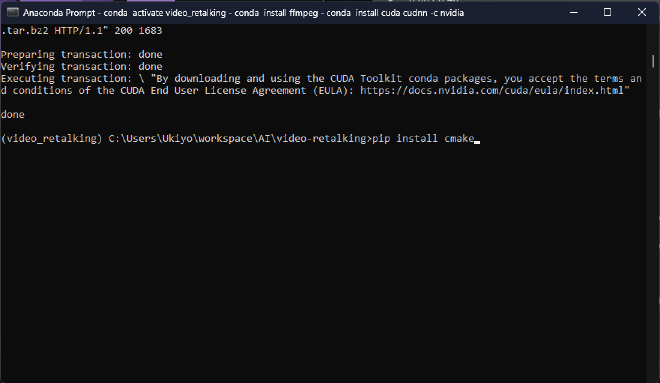 Anaconda Prompt - conda activate video_retalking - conda install ffmpeg - conda install cuda cudnn -c nvidia
.tar.bz2 HTTP/1.1" 200 1683
Preparing transaction: done
Verifying transaction: done
Executing transaction: \ "By downloading and using the CUDA Toolkit conda packages, you accept the terms an
d conditions of the CUDA End User License Agreement (EULA): https://docs.nvidia.com/cuda/eula/index.html"
done
(video_retalking) C:\Users\Ukiyo\workspace\AI\video-retalking>pip install cmake